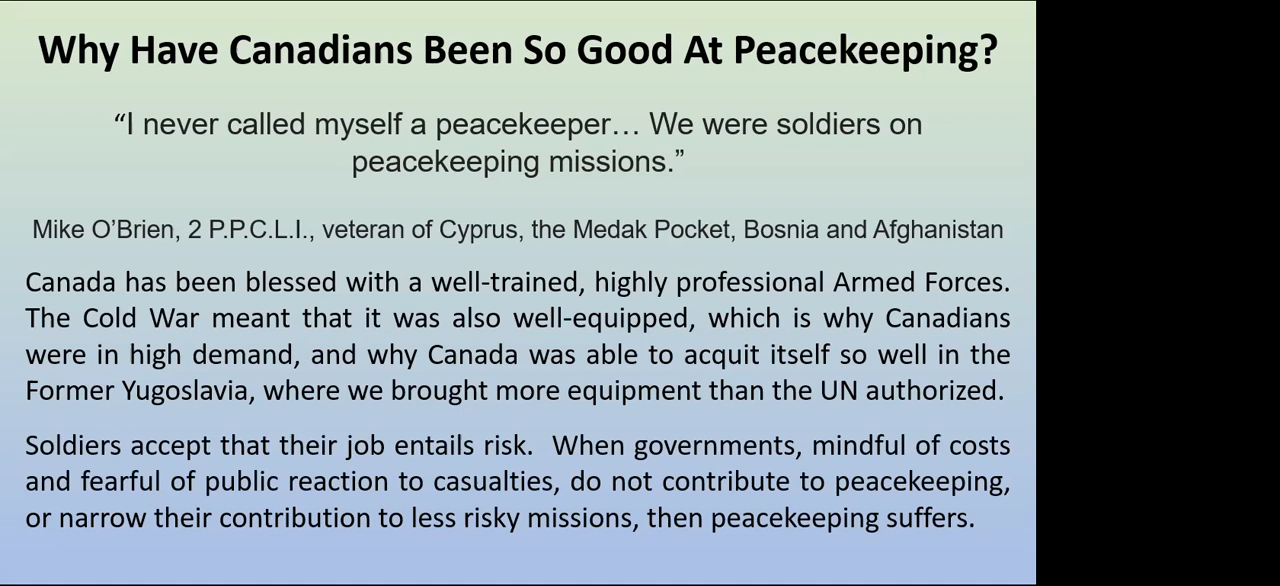 Why Have Canadians Been So Good At Peacekeeping?
“I never called myself a peacekeeper… We were soldiers on
peacekeeping missions.”
Mike O’Brien, 2 P.P.C.L.I., veteran of Cyprus, the Medak Pocket, Bosnia and Afghanistan
Canada has been blessed with a well-trained, highly professional Armed Forces.
The Cold War meant that it was also well-equipped, which is why Canadians
were in high demand, and why Canada was able to acquit itself so well in the
Former Yugoslavia, where we brought more equipment than the UN authorized.
Soldiers accept that their job entails risk.  When governments, mindful of costs
and fearful of public reaction to casualties, do not contribute to peacekeeping,
or narrow their contribution to less risky missions, then peacekeeping suffers.